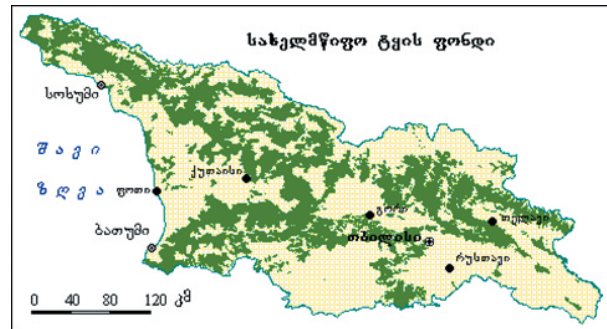 სახელმწიფო ტყის ფონდი
სოხუმი
შავი
ზღვა
ქუთაისი
ფოთი
გორი
თელავი
ბათუმი
თბილისი
რუსთავი
0 40 80 120 კმ